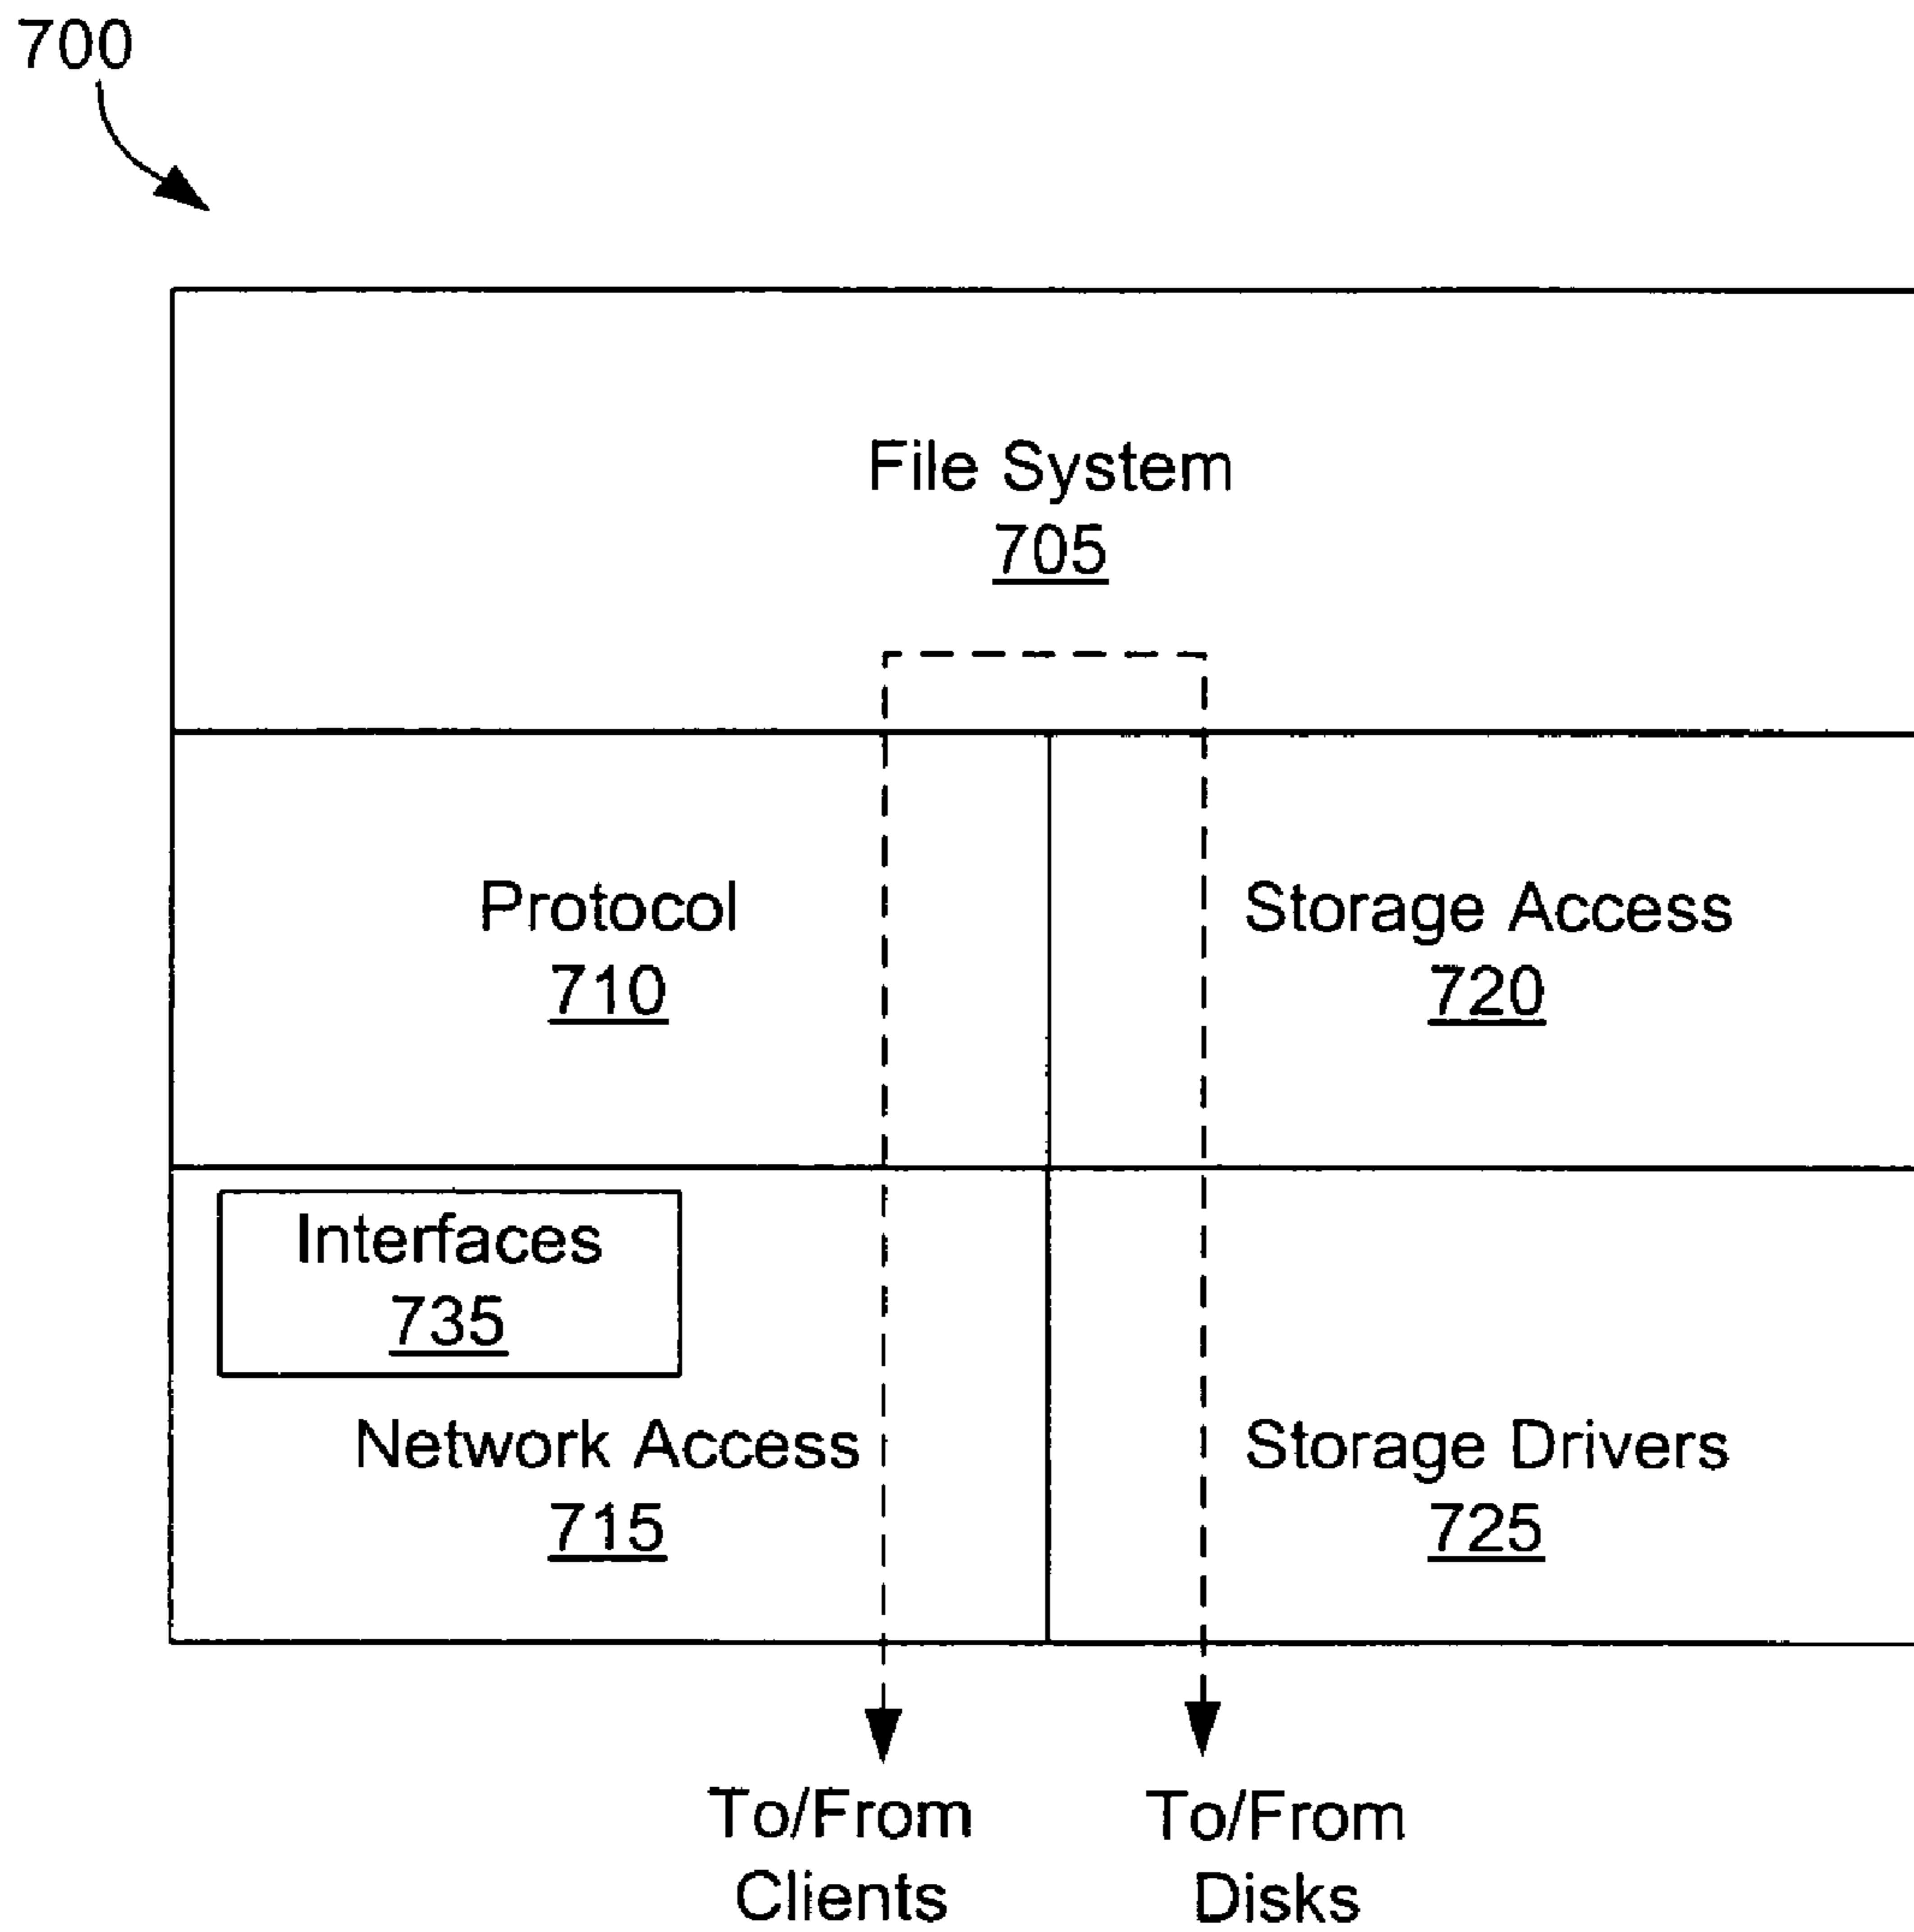 700
File System
705
Protocol
710
Storage Access
720
Interfaces
735
Network Access
715
Storage Drivers
725
To/From
Clients
To/From
Disks